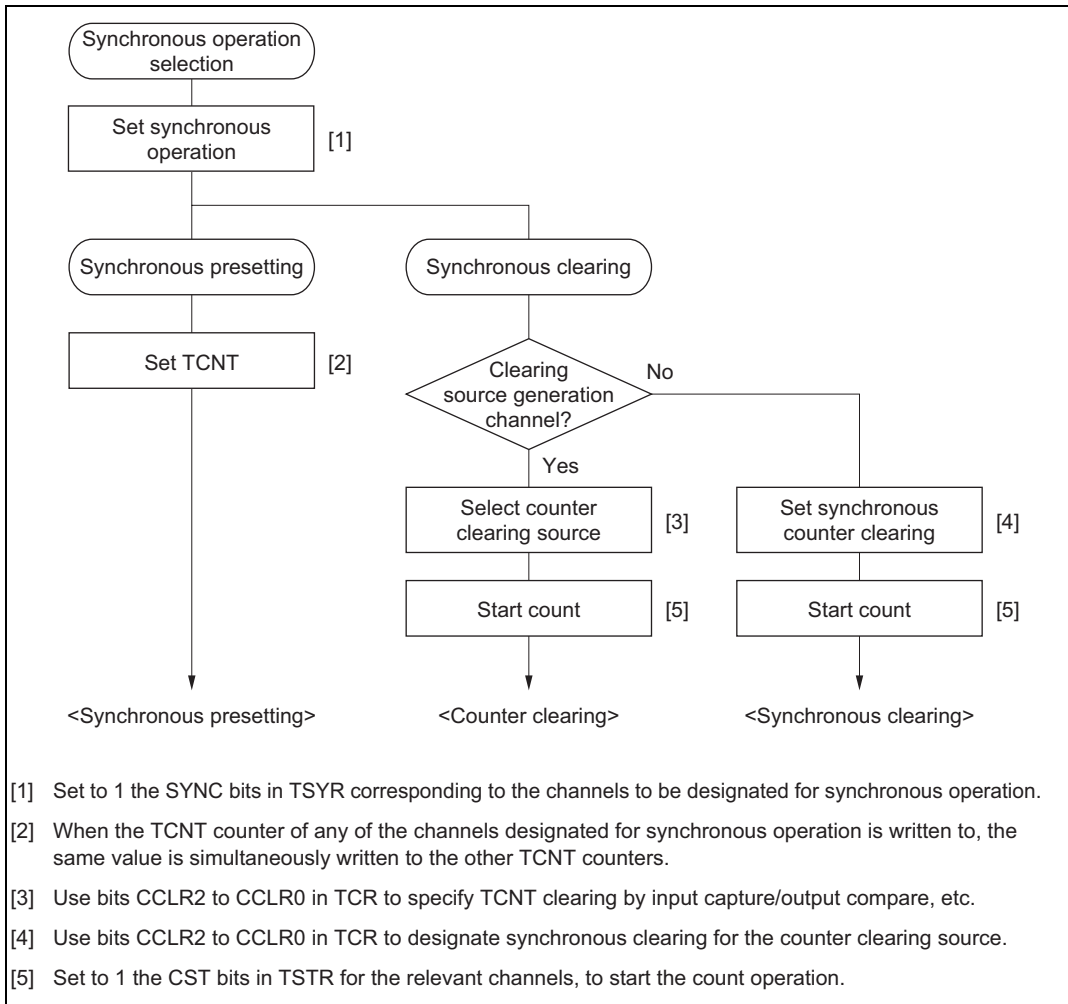 Synchronous operation
selection
Set synchronous
operation
[1]
Synchronous presetting
Synchronous clearing
Set TCNT
[2]
Clearing
source generation
channel?
No
Yes
Select counter
clearing source
[3]
Set synchronous
counter clearing
[4]
Start count
[5]
Start count
[5]
<Synchronous presetting>
<Counter clearing>
<Synchronous clearing>
[1] Set to 1 the SYNC bits in TSYR corresponding to the channels to be designated for synchronous operation.
[2] When the TCNT counter of any of the channels designated for synchronous operation is written to, the
same value is simultaneously written to the other TCNT counters.
[3] Use bits CCLR2 to CCLR0 in TCR to specify TCNT clearing by input capture/output compare, etc.
[4] Use bits CCLR2 to CCLR0 in TCR to designate synchronous clearing for the counter clearing source.
[5] Set to 1 the CST bits in TSTR for the relevant channels, to start the count operation.